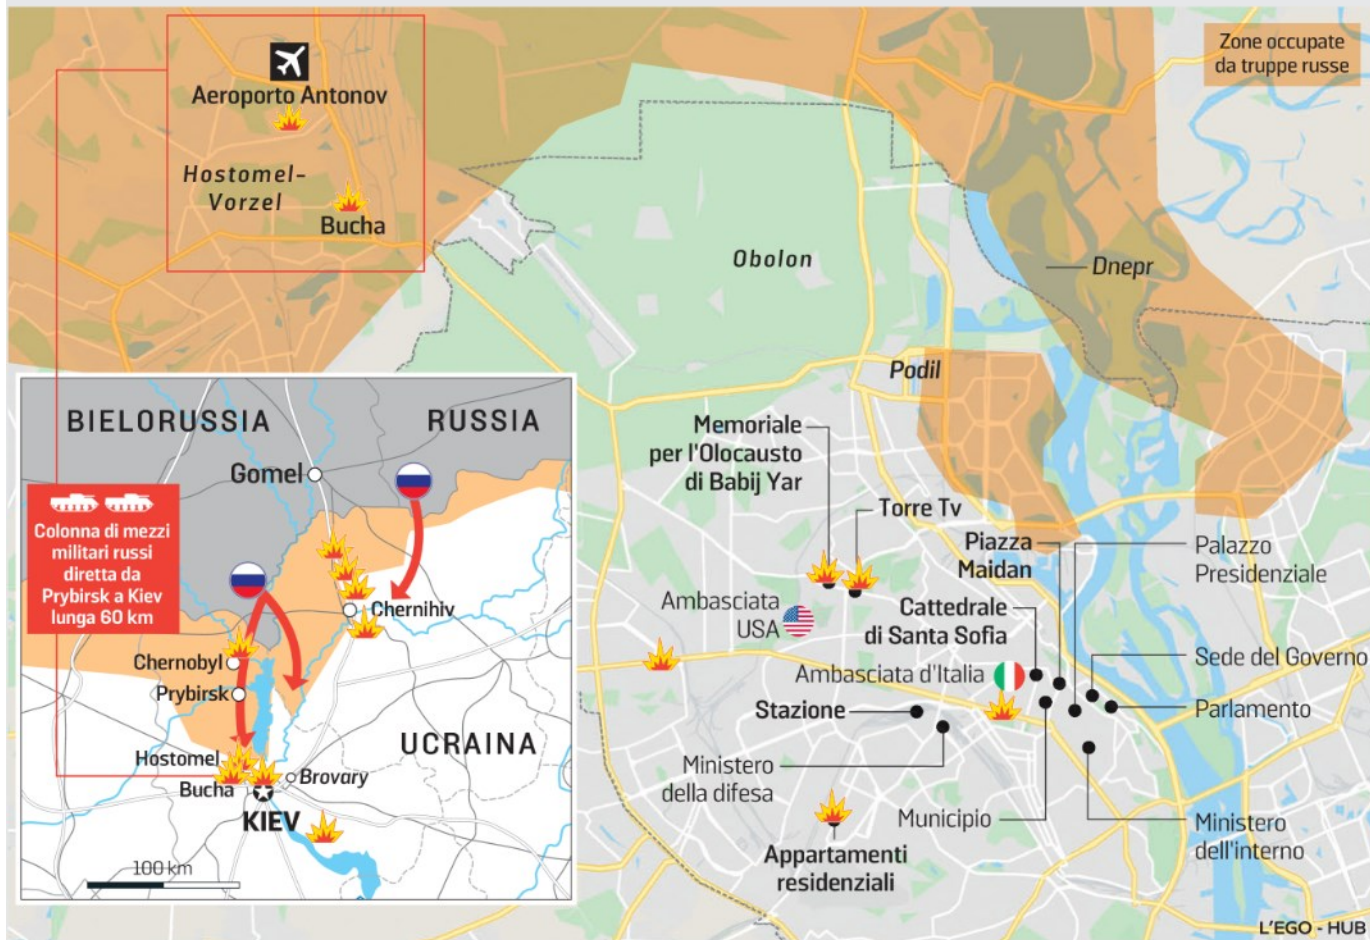 Zone occupate
da truppe russe
Aeroporto Antonov
Hostomel-
Vorzel
Bucha
Obolon
Dnepr
Podil
Memoriale
per l'Olocausto
di Babij Yar
Torre Tv
Piazza
Maidan
Palazzo
Presidenziale
Ambasciata
USA
Cattedrale
di Santa Sofia
Ambasciata d'Italia
Sede del Governo
Stazione
Parlamento
Ministero
della difesa
Municipio
Ministero
dell'interno
Appartamenti
residenziali
BIELORUSSIA
RUSSIA
Gomel
Colonna di mezzi
militari russi
diretta da
Prybirsk a Kiev
lunga 60 km
Chernihiv
Chernobyl
Prybirsk
UCRAINA
Hostomel
Bucha
Brovary
KIEV
100 km
L'EGO - HUB